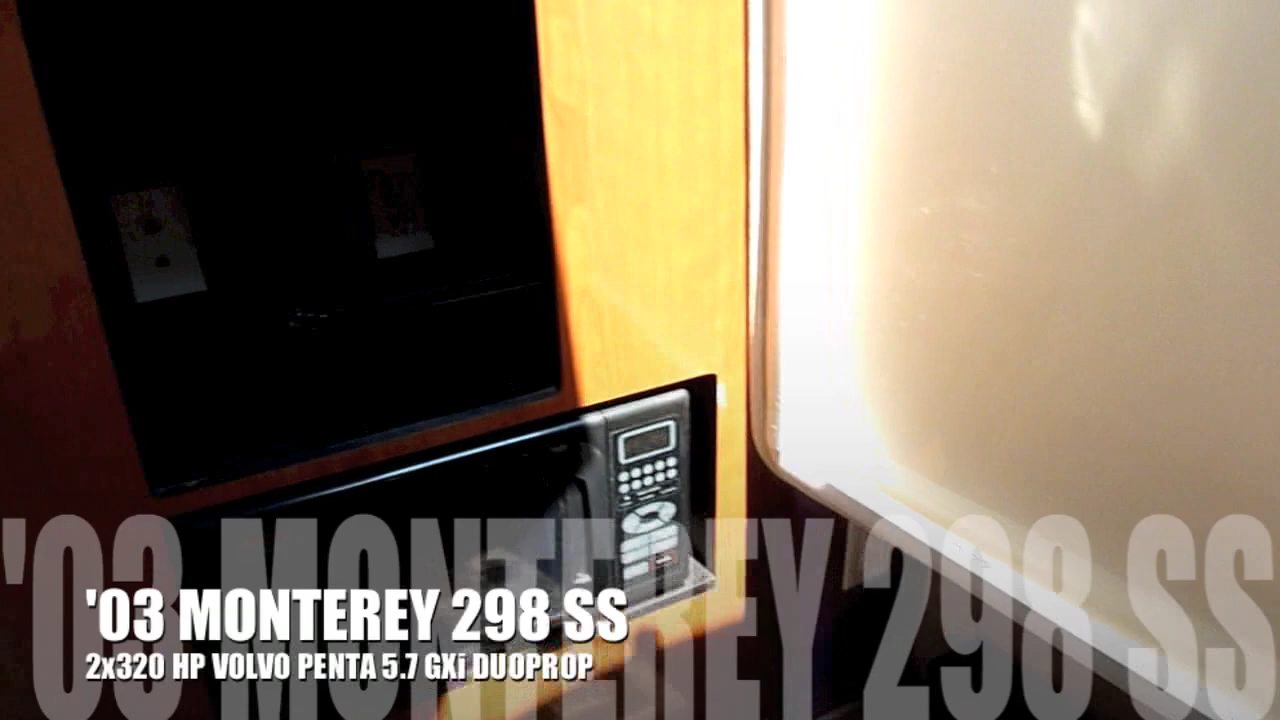 '03 MONTEREY 298 SS
'03 MONTEREY 298 SS
2x320 HP VOLVO PENTA 5.7 GXi DUOPROP